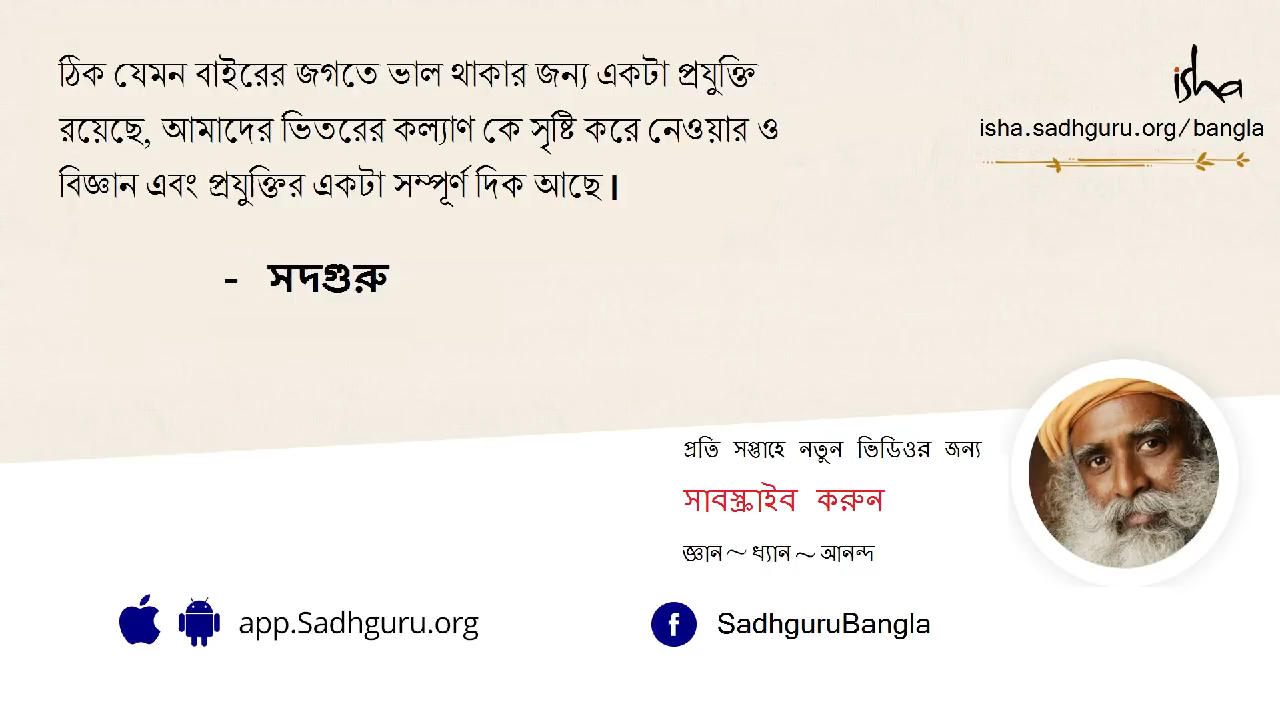 ঠিক যেমন বাইরের জগতে ভাল থাকার জন্য একটা প্রযুক্তি
রয়েছে, আমাদের ভিতরের কল্যাণ কে সৃষ্টি করে নেওয়ার ও
বিজ্ঞান এবং প্রযুক্তির একটা সম্পূর্ণ দিক আছে।
- সদগুরু
isha
isha.sadhguru.org/bangla
প্রতি সপ্তাহে নতুন ভিডিওর জন্য
সাবস্ক্রাইব করুন
জ্ঞান ~ ধ্যান ~ আনন্দ
app.Sadhguru.org
f SadhguruBangla